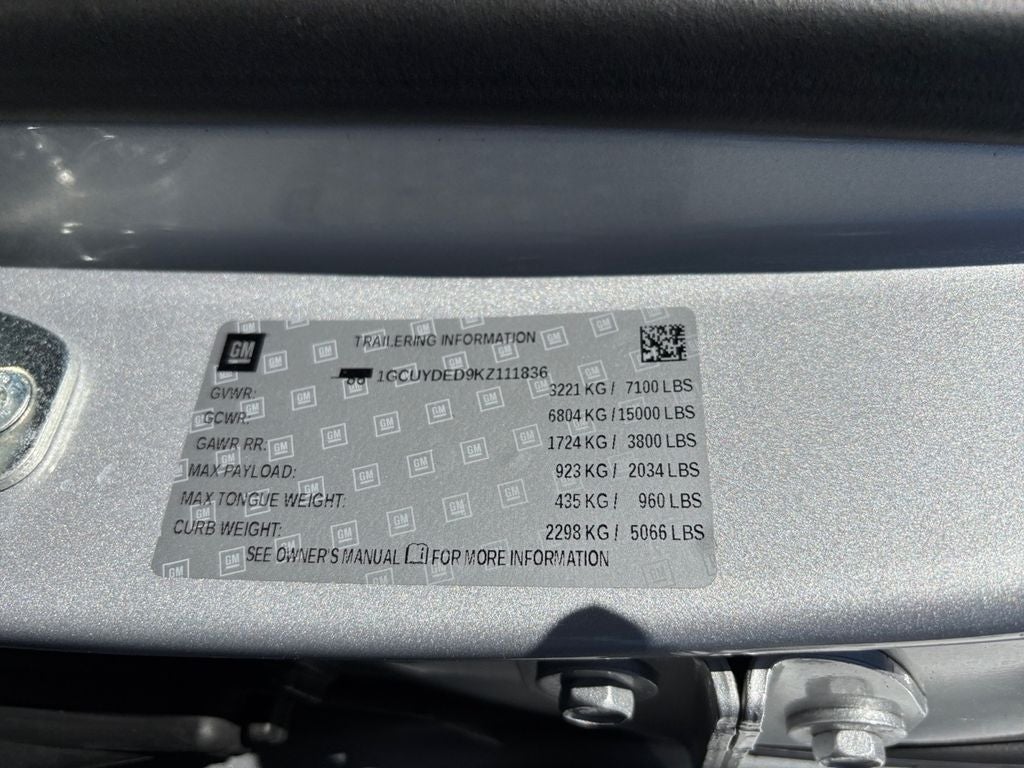 GM
TRAILERING INFORMATION
1GCUYDED9KZ111836
GVWR: 3221 KG / 7100 LBS
GCWR: 6804 KG /15000 LBS
GAWR RR: 1724 KG / 3800 LBS
MAX PAYLOAD: 923 KG / 2034 LBS
MAX TONGUE WEIGHT: 435 KG / 960 LBS
CURB WEIGHT: 2298 KG / 5066 LBS
SEE OWNER'S MANUAL FOR MORE INFORMATION